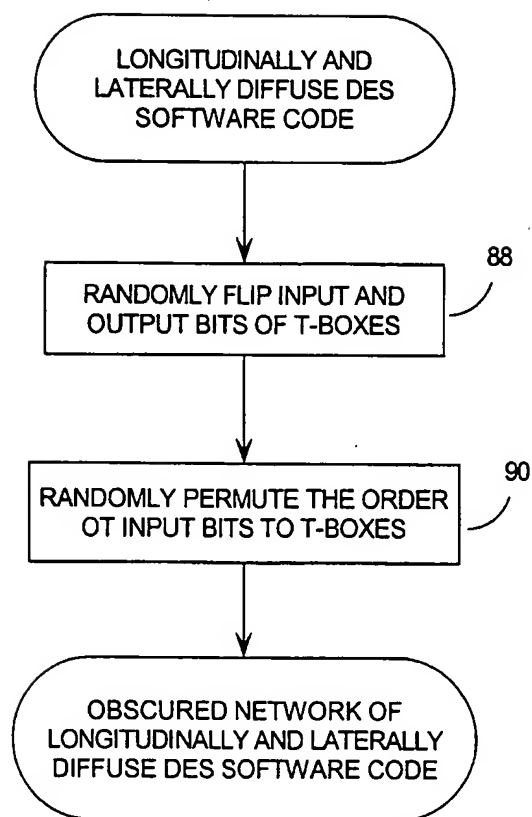 LONGITUDINALLY AND
LATERALLY DIFFUSE DES
SOFTWARE CODE
88
RANDOMLY FLIP INPUT AND
OUTPUT BITS OF T-BOXES
90
RANDOMLY PERMUTE THE ORDER
OT INPUT BITS TO T-BOXES
OBSCURED NETWORK OF
LONGITUDINALLY AND LATERALLY
DIFFUSE DES SOFTWARE CODE